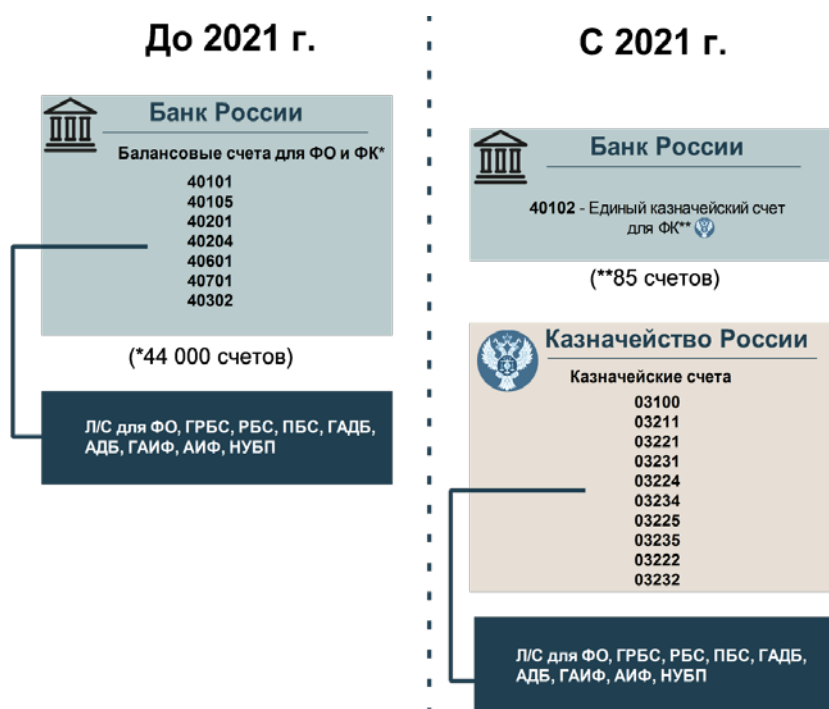 До 2021 г.
Банк России
Балансовые счета для ФО и ФК*
40101
40105
40201
40204
40601
40701
40302
(*44 000 счетов)
Л/С для ФО, ГРБС, РБС, ПБС, ГАДБ,
АДБ, ГАИФ, АИФ, НУБП
С 2021 г.
Банк России
40102 - Единый казначейский счет
для ФК**
(**85 счетов)
Казначейство России
Казначейские счета
03100
03211
03221
03231
03224
03234
03225
03235
03222
03232
Л/С для ФО, ГРБС, РБС, ПБС, ГАДБ,
АДБ, ГАИФ, АИФ, НУБП